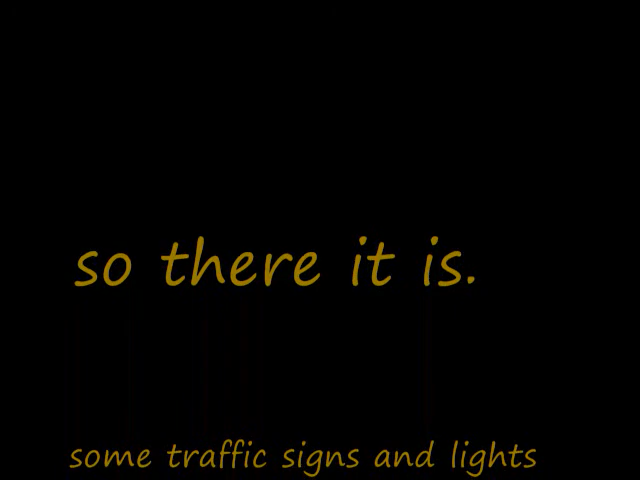 so there it is.
some traffic signs and lights